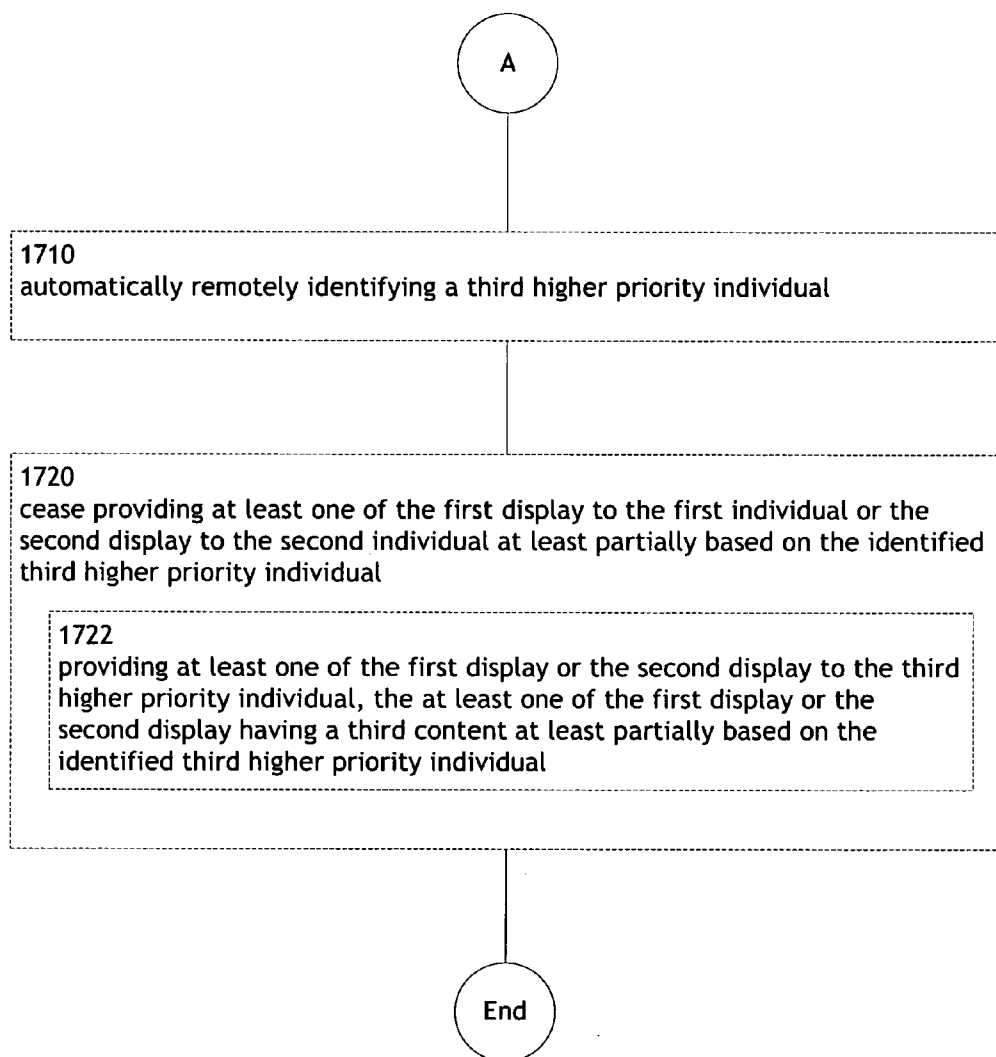 A
1710
automatically remotely identifying a third higher priority individual
1720
cease providing at least one of the first display to the first individual or the
second display to the second individual at least partially based on the identified
third higher priority individual
1722
providing at least one of the first display or the second display to the third
higher priority individual, the at least one of the first display or the
second display having a third content at least partially based on the
identified third higher priority individual
End